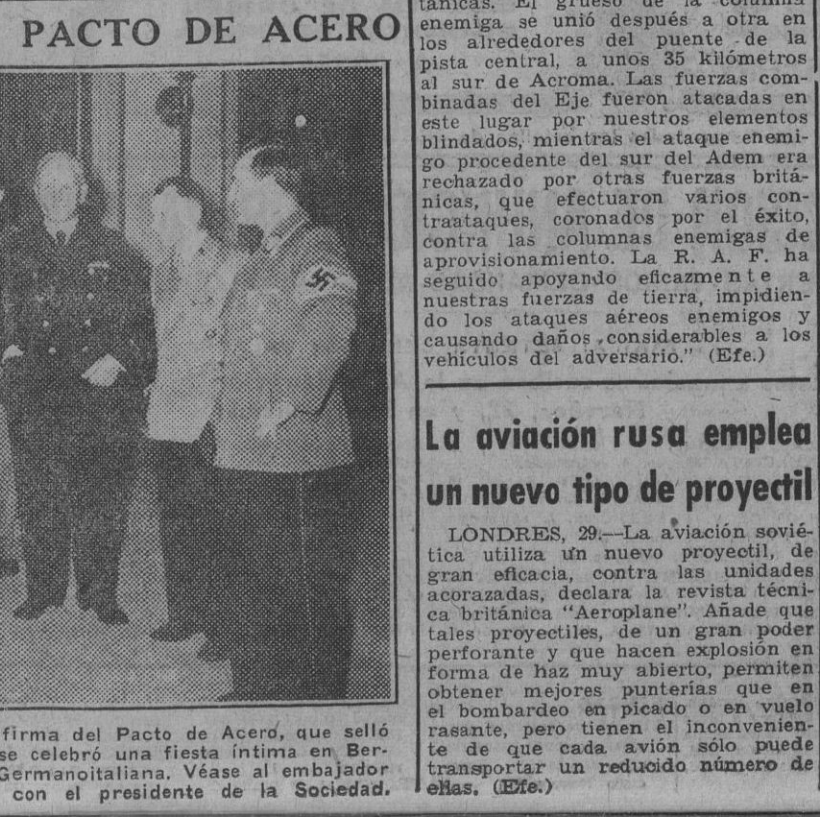 PACTO DE ACERO
firma del Pacto de Acero, que selló
se celebró una fiesta íntima en Ber-
Germanoitaliana. Véase al embajador
con el presidente de la Sociedad.
tánicas. El grueso de la columna
enemiga se unió después a otra en
los alrededores del puente de la
pista central, a unos 35 kilómetros
al sur de Acroma. Las fuerzas com-
binadas del Eje fueron atacadas en
este lugar por nuestros elementos
blindados, mientras el ataque enemi-
go procedente del sur del Adem era
rechazado por otras fuerzas britá-
nicas, que efectuaron varios con-
traataques, coronados por el éxito,
contra las columnas enemigas de
aprovisionamiento. La R. A. F. ha
seguido apoyando eficazmente a
nuestras fuerzas de tierra, impidien-
do los ataques aéreos enemigos y
causando daños considerables a los
vehículos del adversario." (Efe.)
La aviación rusa emplea
un nuevo tipo de proyectil
LONDRES, 29.—La aviación sovié-
tica utiliza un nuevo proyectil, de
gran eficacia, contra las unidades
acorazadas, declara la revista técni-
ca británica "Aeroplane". Añade que
tales proyectiles, de un gran poder
perforante y que hacen explosión en
forma de haz muy abierto, permiten
obtener mejores punterías que en
el bombardeo en picado o en vuelo
rasante, pero tienen el inconvenien-
te de que cada avión sólo puede
transportar un reducido número de
ellas. (Efe.)